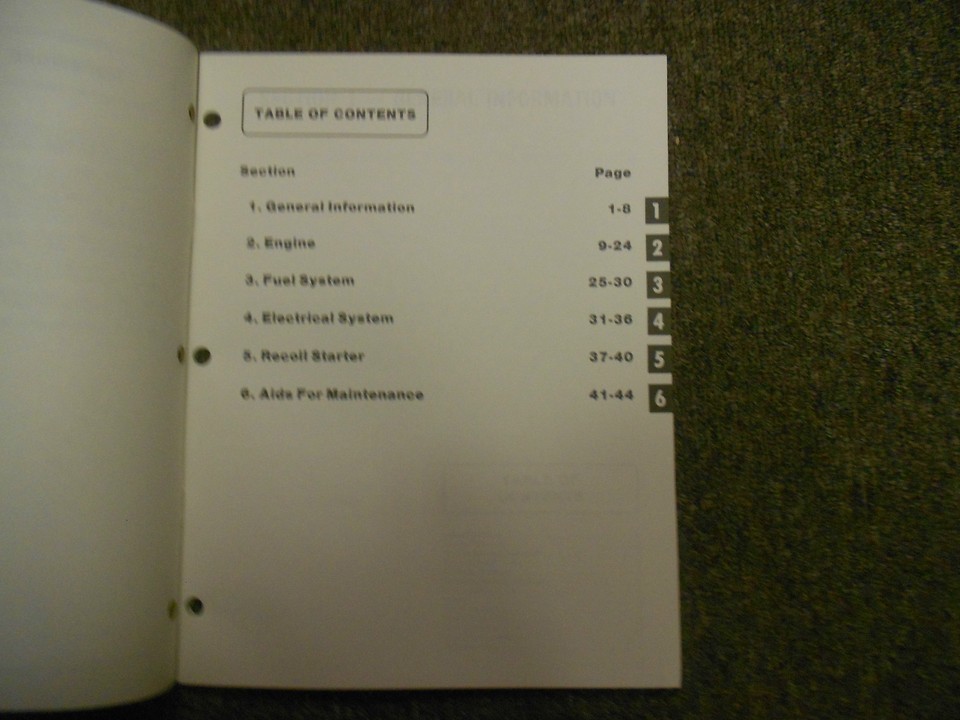 TABLE OF CONTENTS
Section Page
1. General Information 1-8 1
2. Engine 9-24 2
3. Fuel System 25-30 3
4. Electrical System 31-36 4
5. Recoil Starter 37-40 5
6. Aids For Maintenance 41-44 6